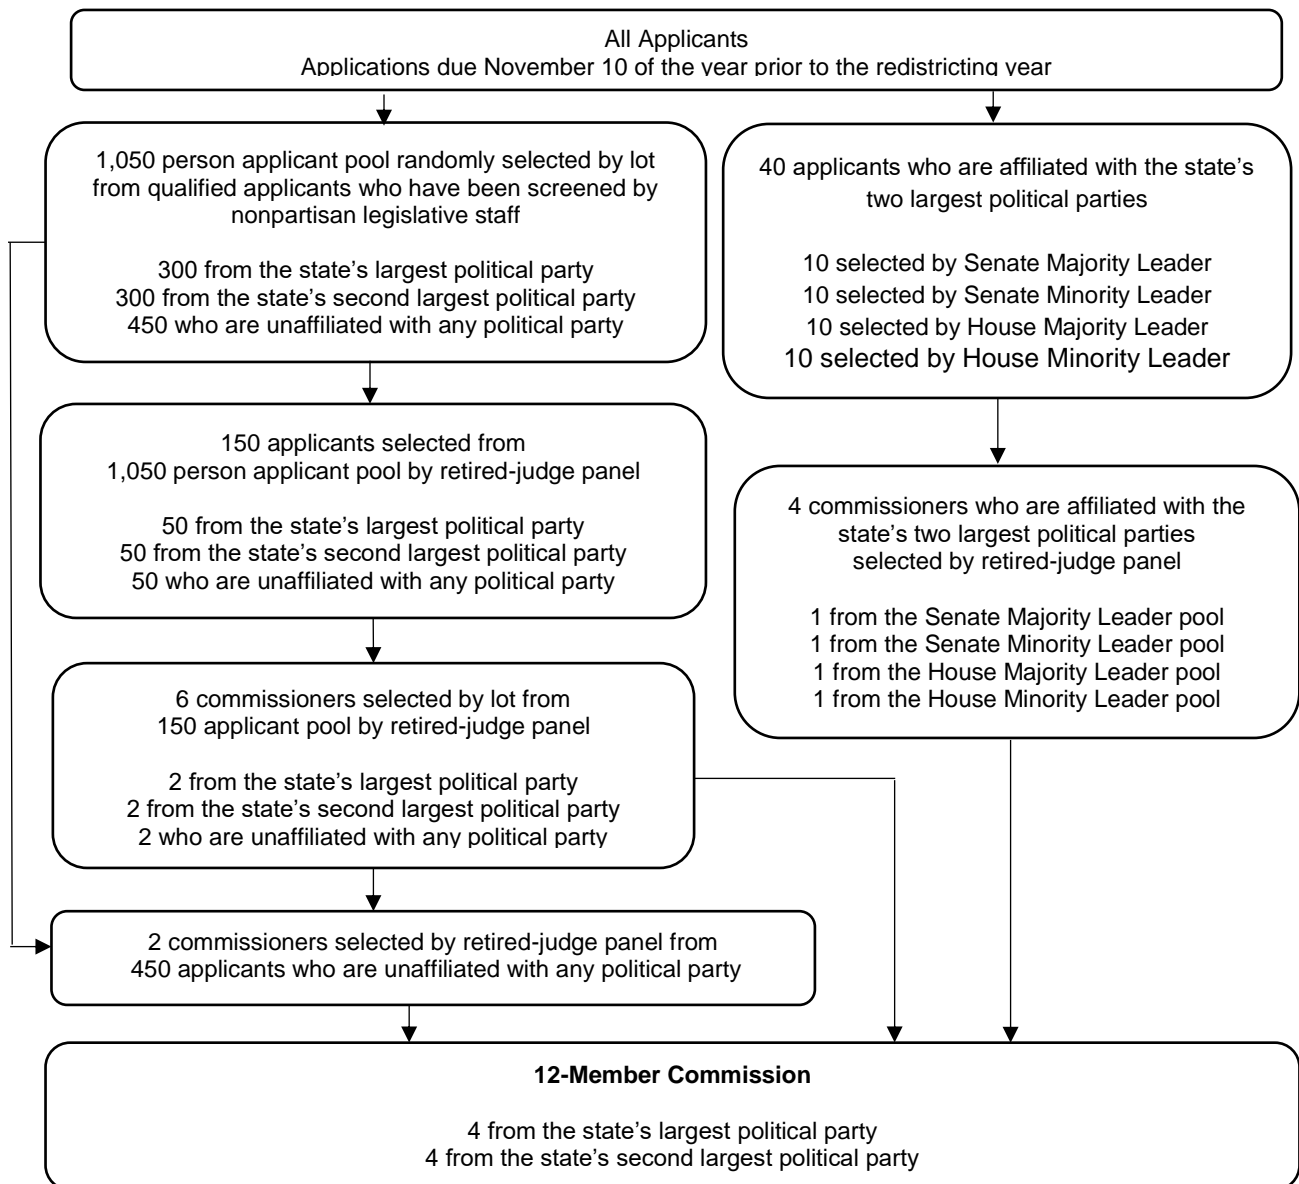 All Applicants
Applications due November 10 of the year prior to the redistricting year
1,050 person applicant pool randomly selected by lot
from qualified applicants who have been screened by
nonpartisan legislative staff
300 from the state’s largest political party
300 from the state’s second largest political party
450 who are unaffiliated with any political party
40 applicants who are affiliated with the state’s
two largest political parties
10 selected by Senate Majority Leader
10 selected by Senate Minority Leader
10 selected by House Majority Leader
10 selected by House Minority Leader
150 applicants selected from
1,050 person applicant pool by retired-judge panel
50 from the state’s largest political party
50 from the state’s second largest political party
50 who are unaffiliated with any political party
4 commissioners who are affiliated with the
state’s two largest political parties
selected by retired-judge panel
1 from the Senate Majority Leader pool
1 from the Senate Minority Leader pool
1 from the House Majority Leader pool
1 from the House Minority Leader pool
6 commissioners selected by lot from
150 applicant pool by retired-judge panel
2 from the state’s largest political party
2 from the state’s second largest political party
2 who are unaffiliated with any political party
2 commissioners selected by retired-judge panel from
450 applicants who are unaffiliated with any political party
12-Member Commission
4 from the state’s largest political party
4 from the state’s second largest political party